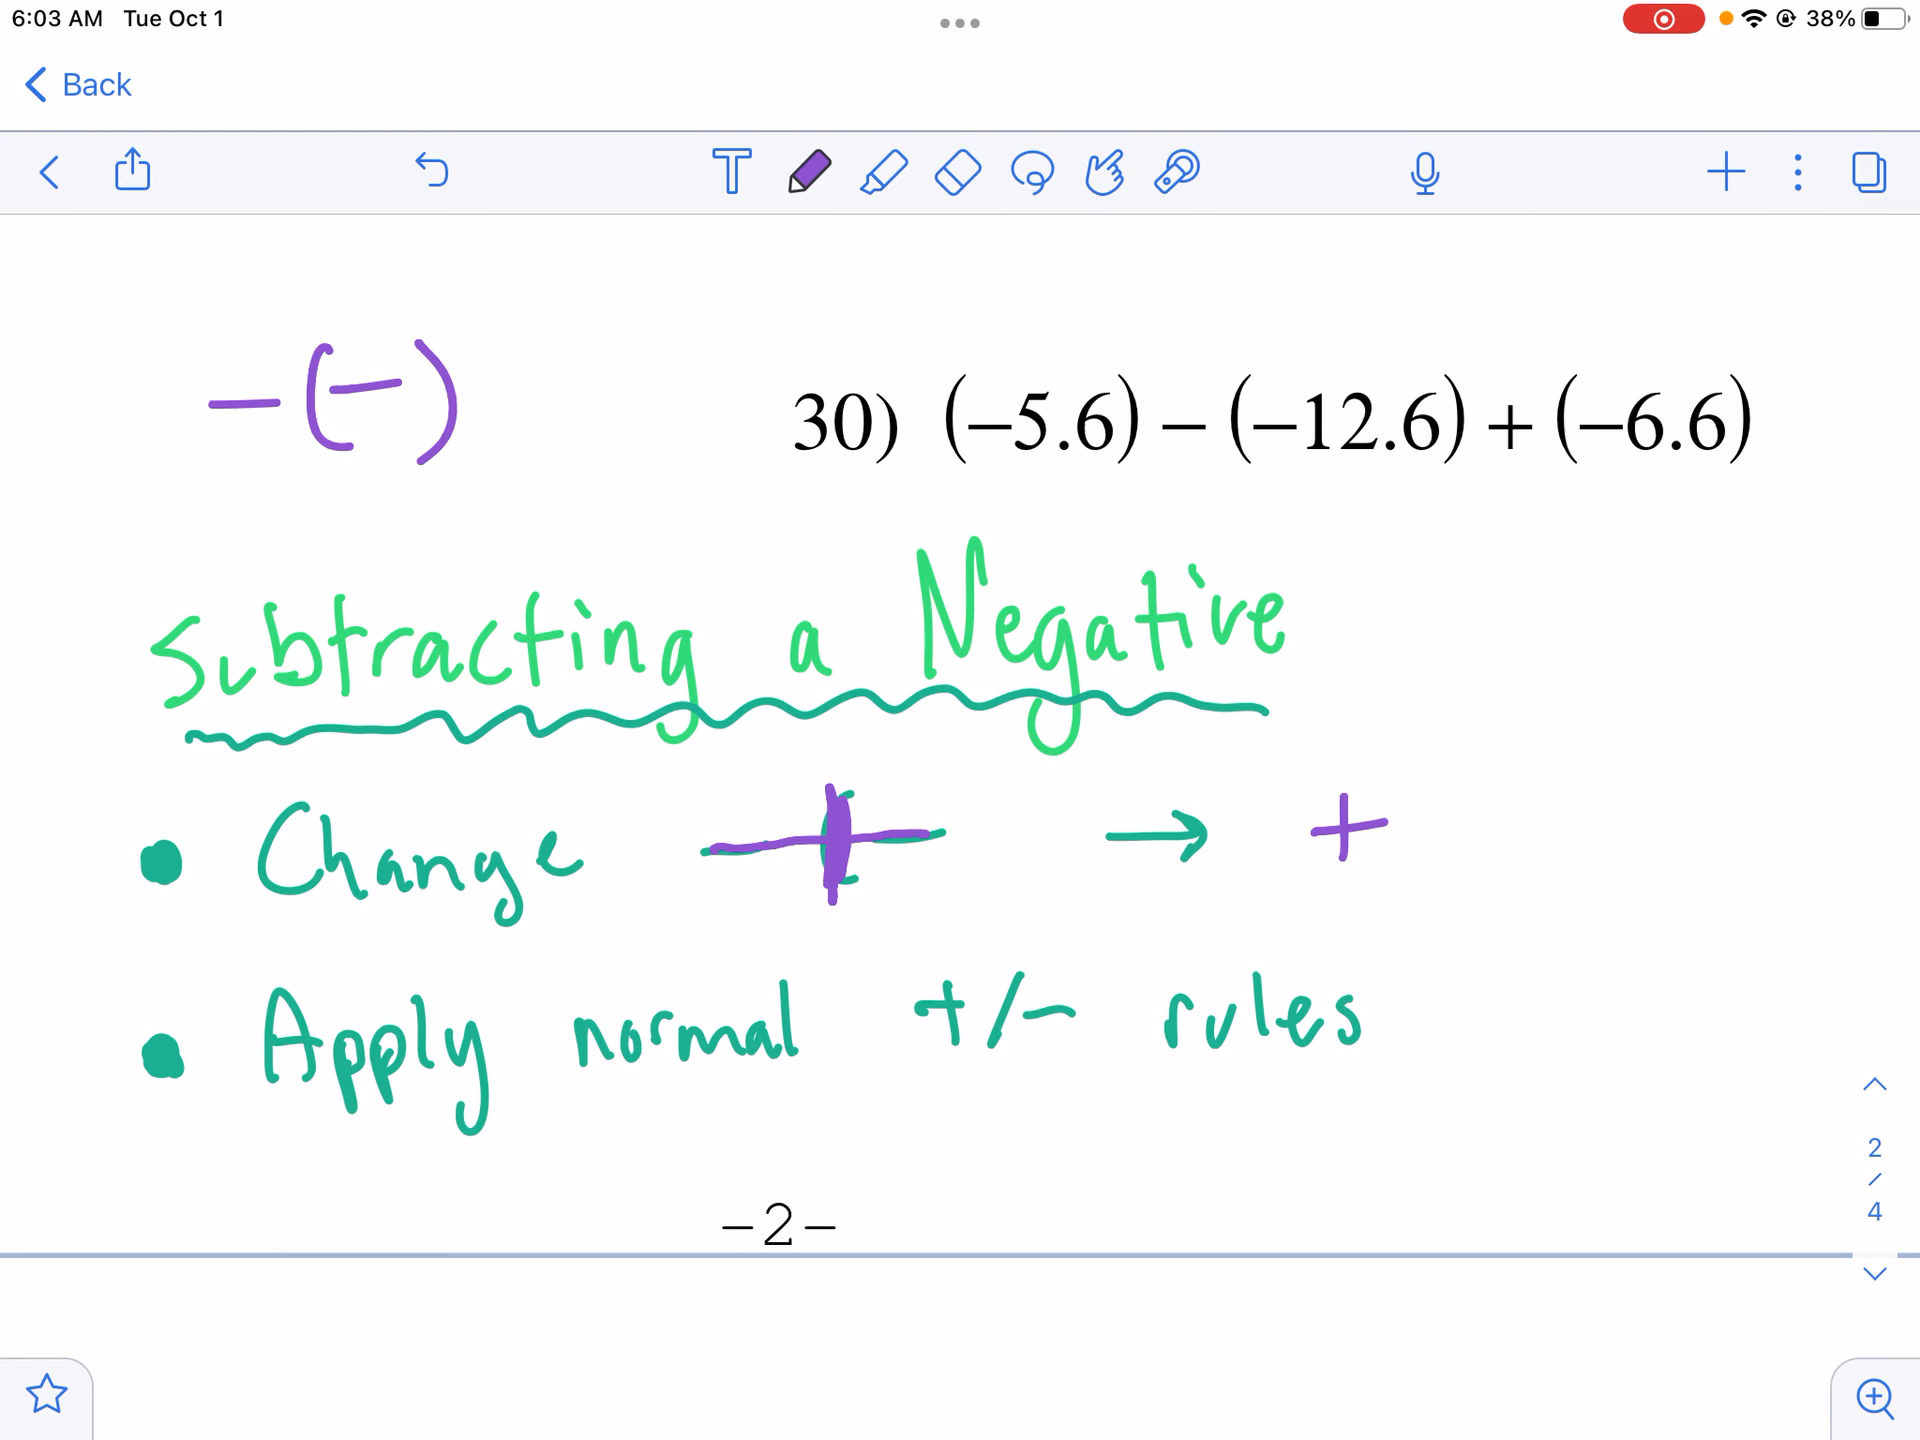 6:03 AM Tue Oct 1
38%
Back
−(−)
30) (−5.6) − (−12.6) + (−6.6)
Subtracting a Negative
• Change → +
• Apply normal +/- rules
2
/
4
-2-